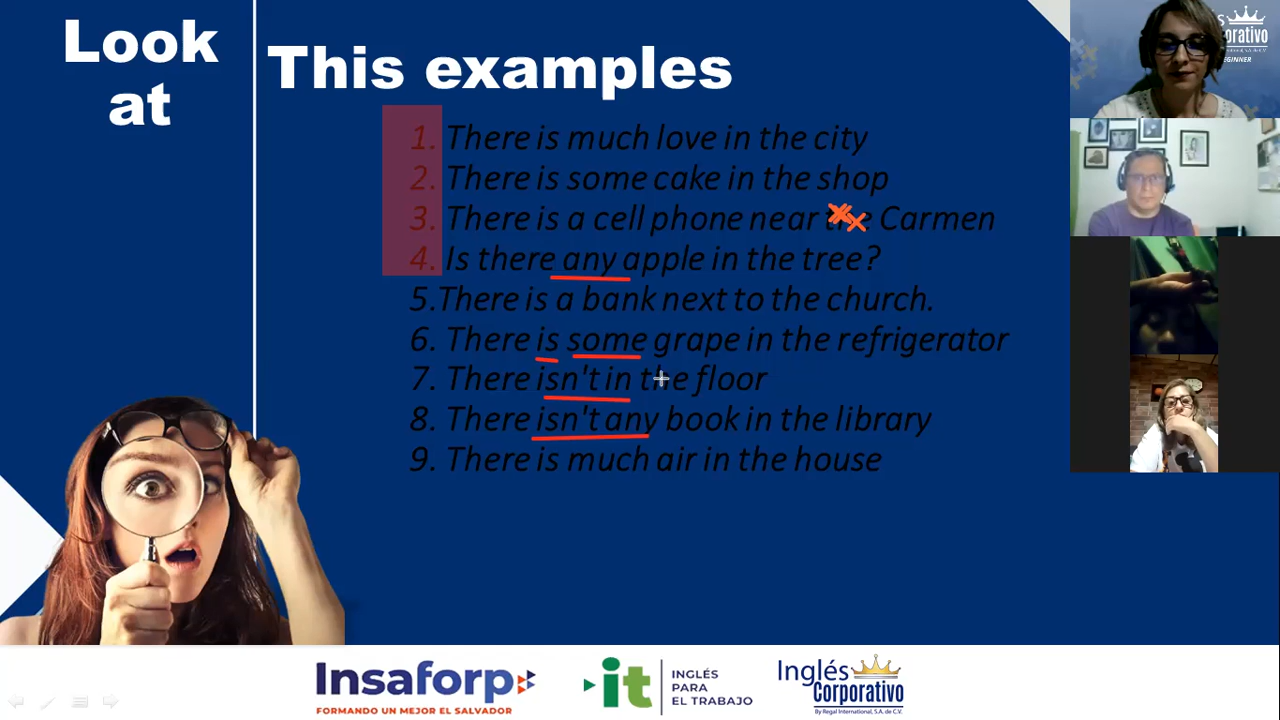 Look
at
This examples
1. There is much love in the city
2. There is some cake in the shop
3. There is a cell phone near the Carmen
4. Is there any apple in the tree?
5.There is a bank next to the church.
6. There is some grape in the refrigerator
7. There isn't in the floor
8. There isn't any book in the library
9. There is much air in the house
Insaforp
FORMANDO UN MEJOR EL SALVADOR
it
INGLÉS
PARA
EL TRABAJO
Inglés
Corporativo
By Regal International, S.A. de C.V.